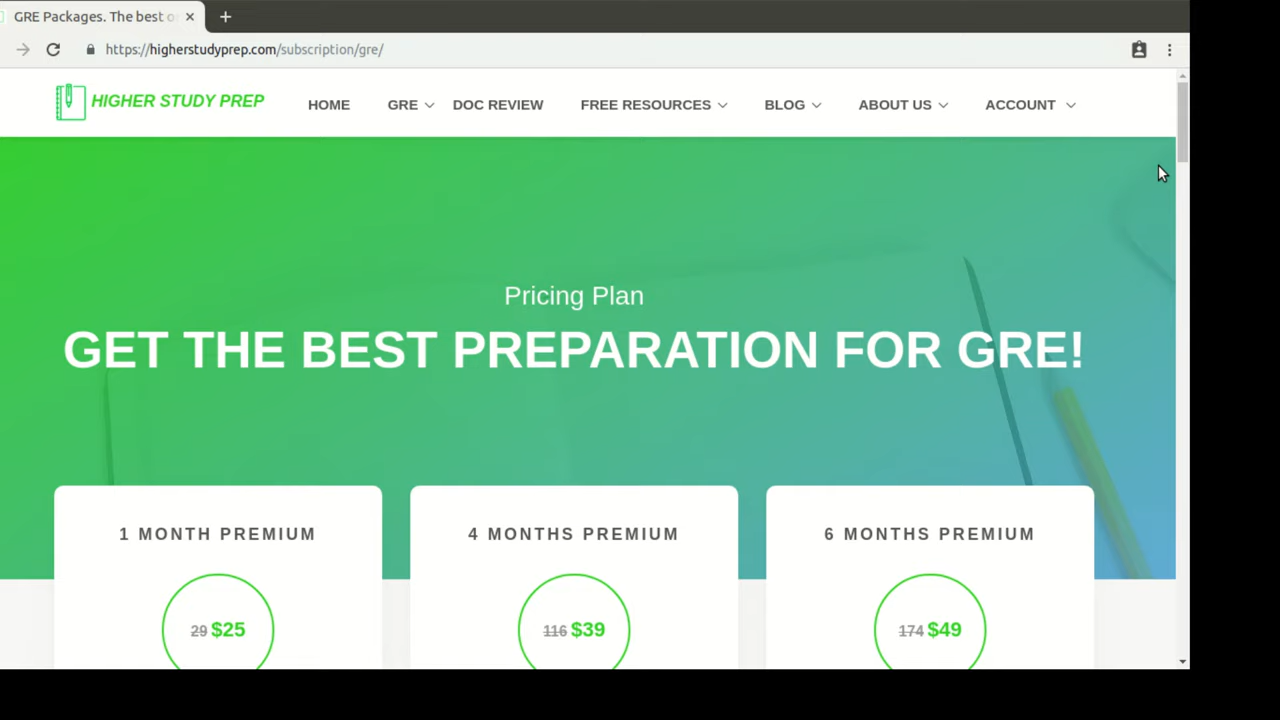 GRE Packages. The best o
https://higherstudyprep.com/subscription/gre/
HIGHER STUDY PREP
HOME GRE DOC REVIEW FREE RESOURCES BLOG ABOUT US ACCOUNT
Pricing Plan
GET THE BEST PREPARATION FOR GRE!
1 MONTH PREMIUM
29 $25
4 MONTHS PREMIUM
116 $39
6 MONTHS PREMIUM
174 $49